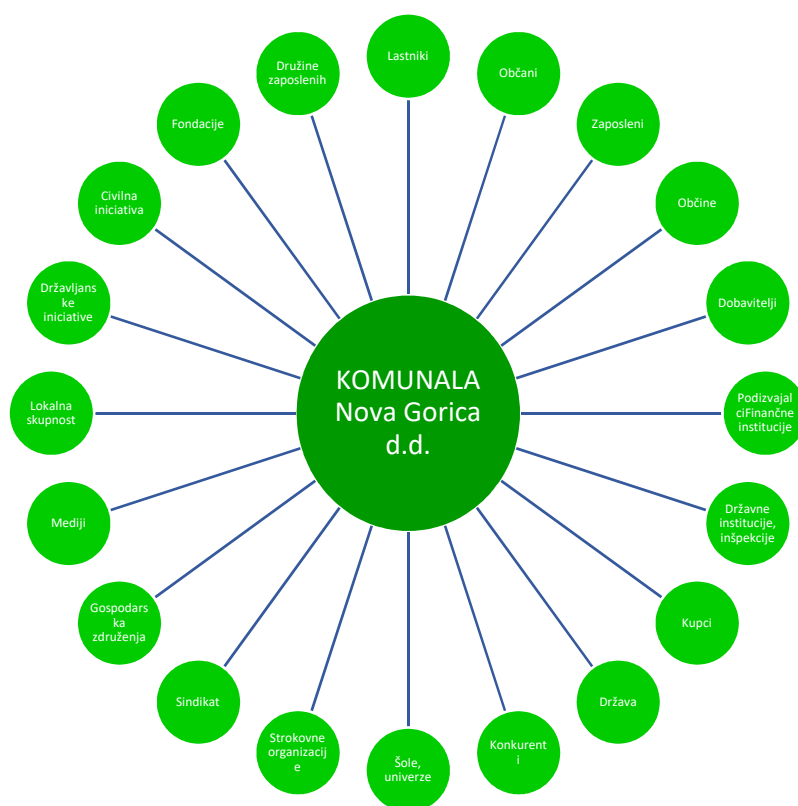 Lastniki
Občani
Zaposleni
Občine
Dobavitelji
Podizvajal
ciFinančne
institucije
Državne
institucije,
inšpekcije
Kupci
Država
Konkurent
i
Šole,
univerze
Strokovne
organizacij
e
Sindikat
Gospodars
ka
združenja
Mediji
Lokalna
skupnost
Državljans
ke
iniciative
Civilna
iniciativa
Fondacije
Družine
zaposlenih
KOMUNALA
Nova Gorica
d.d.